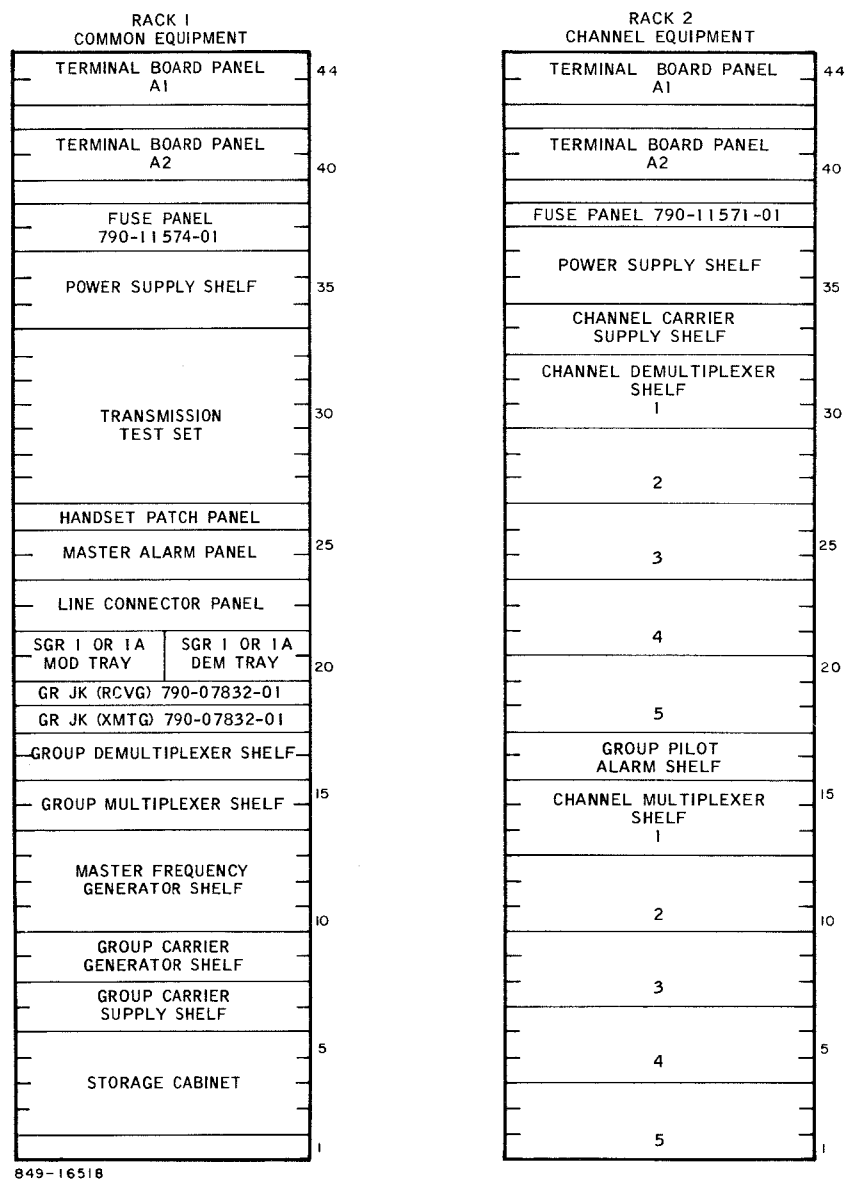 RACK 1
COMMON EQUIPMENT
TERMINAL BOARD PANEL
A1
44
TERMINAL BOARD PANEL
A2
40
FUSE PANEL
790-11574-01
POWER SUPPLY SHELF
35
TRANSMISSION
TEST SET
30
HANDSET PATCH PANEL
MASTER ALARM PANEL
25
LINE CONNECTOR PANEL
SGR 1 OR 1A
MOD TRAY
SGR 1 OR 1A
DEM TRAY
20
GR JK (RCVG) 790-07832-01
GR JK (XMTG) 790-07832-01
GROUP DEMULTIPLEXER SHELF
GROUP MULTIPLEXER SHELF
15
MASTER FREQUENCY
GENERATOR SHELF
10
GROUP CARRIER
GENERATOR SHELF
GROUP CARRIER
SUPPLY SHELF
5
STORAGE CABINET
1
849-16518
RACK 2
CHANNEL EQUIPMENT
TERMINAL BOARD PANEL
A1
44
TERMINAL BOARD PANEL
A2
40
FUSE PANEL 790-11571-01
POWER SUPPLY SHELF
35
CHANNEL CARRIER
SUPPLY SHELF
CHANNEL DEMULTIPLEXER
SHELF
1
30
2
25
3
4
20
5
GROUP PILOT
ALARM SHELF
15
CHANNEL MULTIPLEXER
SHELF
1
2
10
3
4
5
5
1